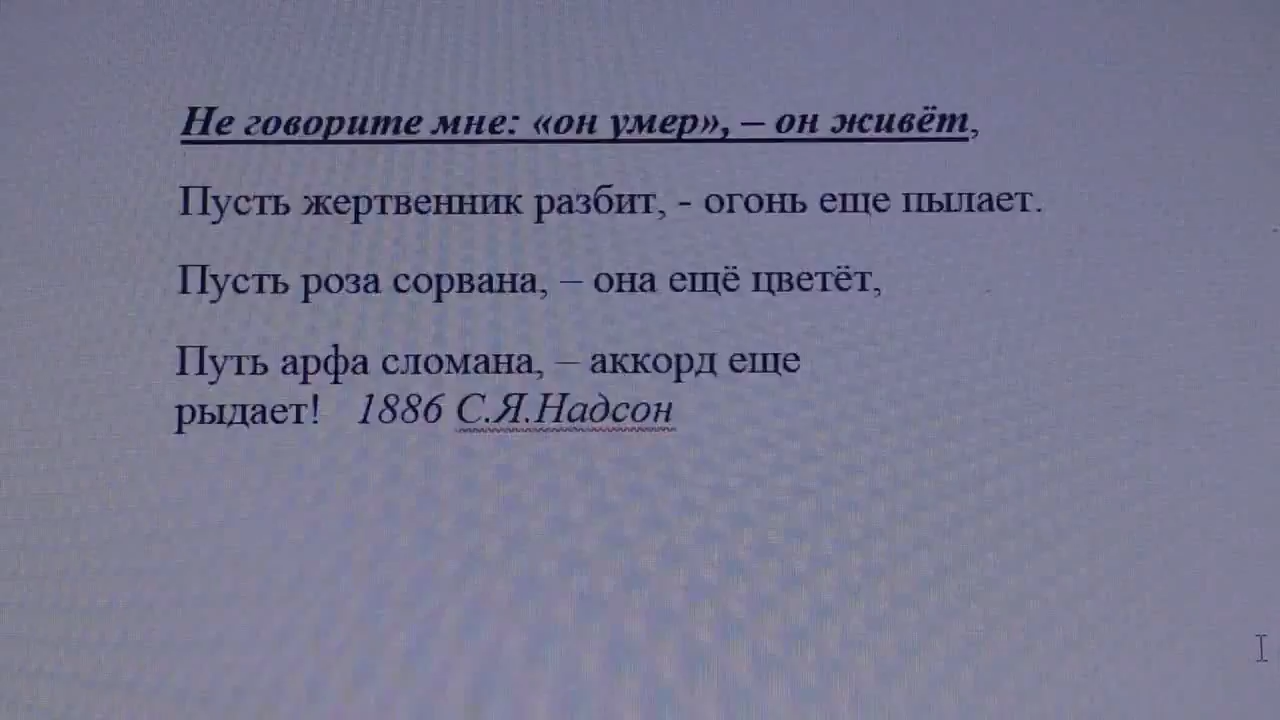 Не говорите мне: «он умер», – он живёт,
Пусть жертвенник разбит, - огонь еще пылает.
Пусть роза сорвана, – она ещё цветёт,
Путь арфа сломана, – аккорд еще
рыдает! 1886 С.Я.Надсон